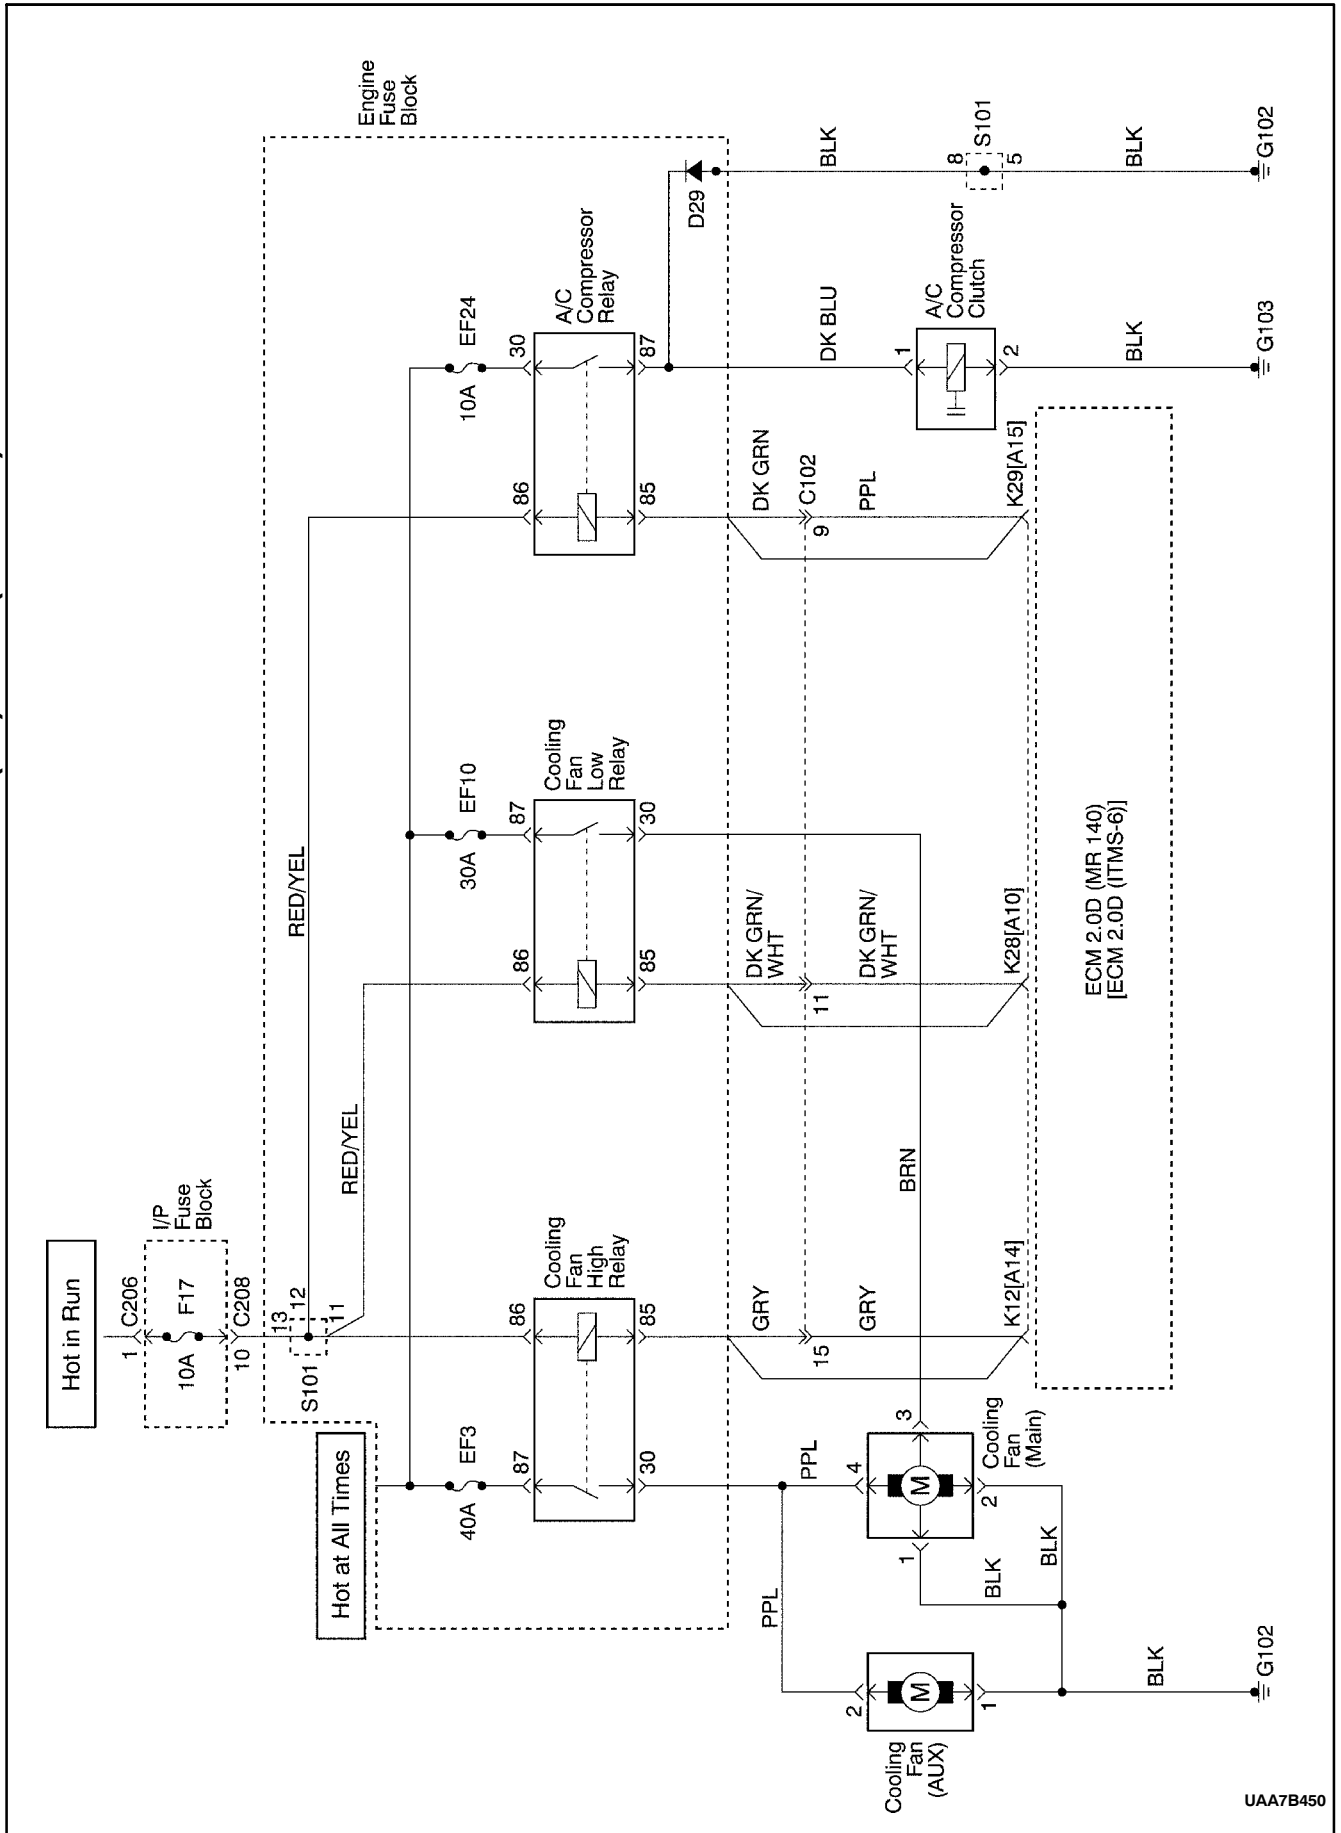 Hot in Run
1
C206
I/P
Fuse
Block
10A
F17
10
C208
Engine
Fuse
Block
13
12
11
S101
RED/YEL
RED/YEL
Hot at All Times
40A
EF3
30A
EF10
10A
EF24
87
86
Cooling
Fan
High
Relay
30
85
86
87
Cooling
Fan
Low
Relay
85
30
86
30
A/C
Compressor
Relay
85
87
D29
PPL
PPL
GRY
15
GRY
K12[A14]
DK GRN/
WHT
11
DK GRN/
WHT
K28[A10]
DK GRN
C102
9
PPL
K29[A15]
DK BLU
BLK
BRN
2
Cooling
Fan
(AUX)
M
1
4
3
1
M
2
Cooling
Fan
(Main)
BLK
BLK
BLK
G102
ECM 2.0D (MR 140)
[ECM 2.0D (ITMS-6)]
1
A/C
Compressor
Clutch
2
BLK
G103
8
S101
5
BLK
G102
UAA7B450